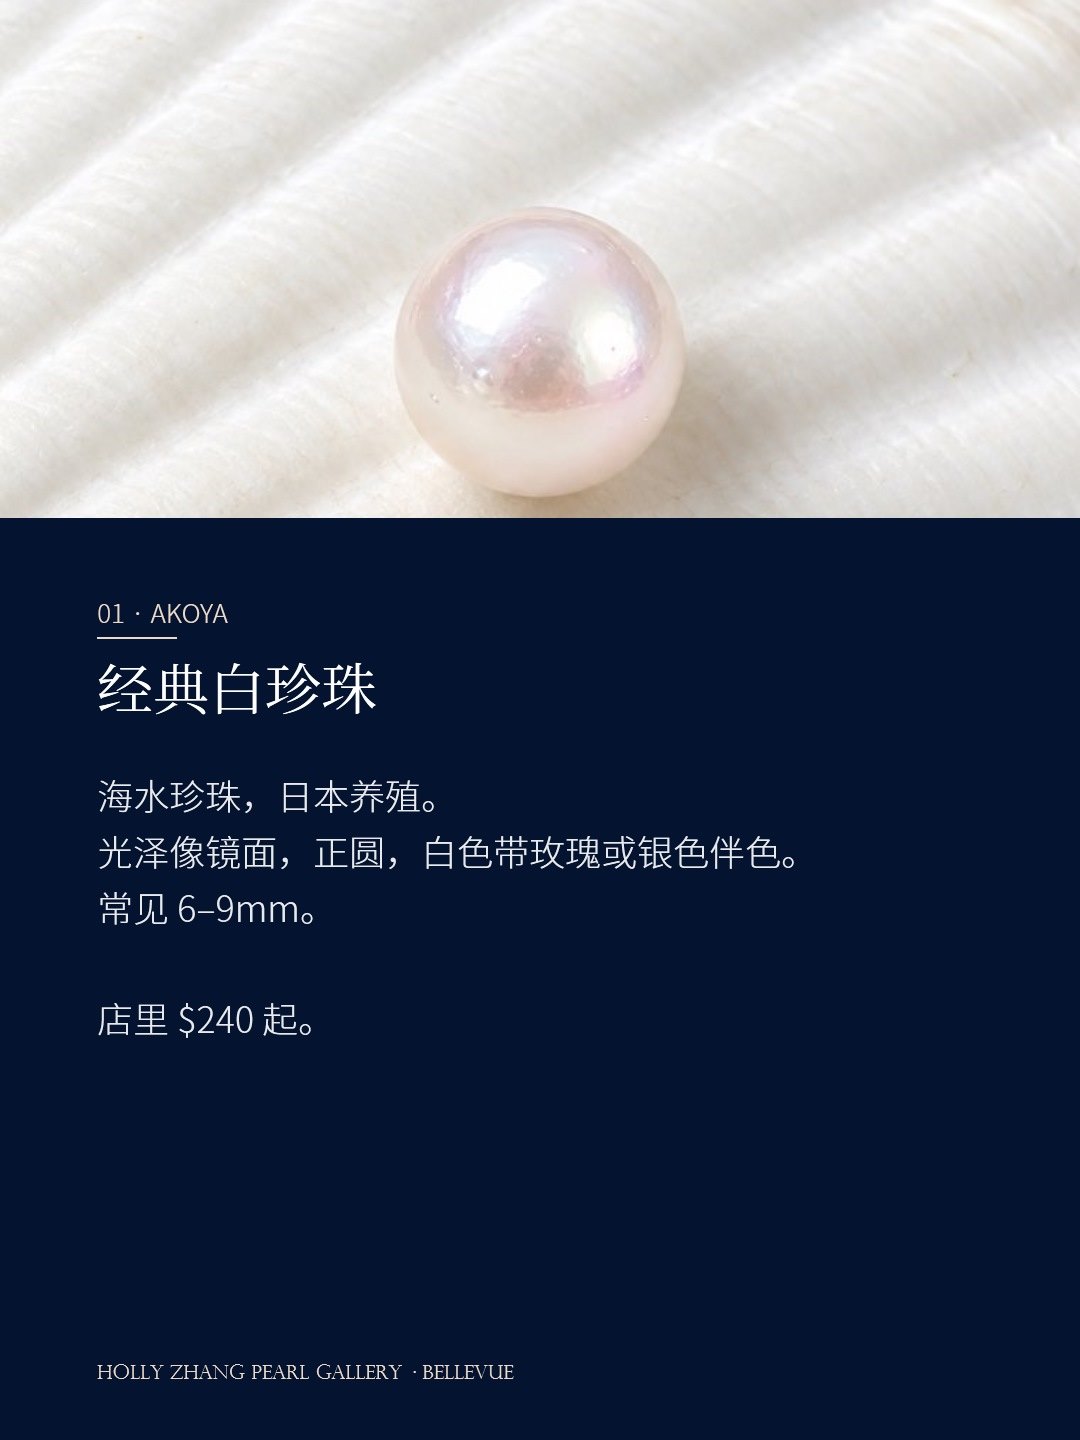 01 · AKOYA
经典白珍珠
海水珍珠，日本养殖。
光泽像镜面，正圆，白色带玫瑰或银色伴色。
常见 6–9mm。
店里 $240 起。
HOLLY ZHANG PEARL GALLERY · BELLEVUE